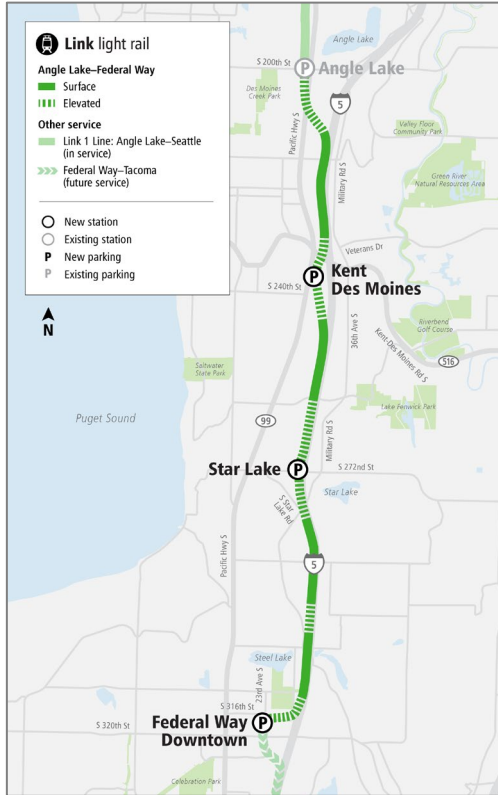 Link light rail
Angle Lake–Federal Way
Surface
Elevated
Other service
Link 1 Line: Angle Lake–Seattle
(in service)
Federal Way–Tacoma
(future service)
New station
Existing station
P New parking
P Existing parking
N
Angle Lake
S 200th St
P Angle Lake
Des Moines
Creek Park
5
Pacific Hwy S
Valley Floor
Community Park
Military Rd S
Green River
Natural Resources Area
Veterans Dr
P Kent
Des Moines
S 240th St
Riverbend
Golf Course
36th Ave S
Kent-Des Moines Rd S
516
Saltwater
State Park
Lake Fenwick Park
Puget Sound
99
Military Rd S
Star Lake P
S 272nd St
Star Lake
S Star
Lake Rd
Pacific Hwy S
5
Steel Lake
23rd Ave S
S 316th St
S 320th St
Federal Way P
Downtown
Celebration Park